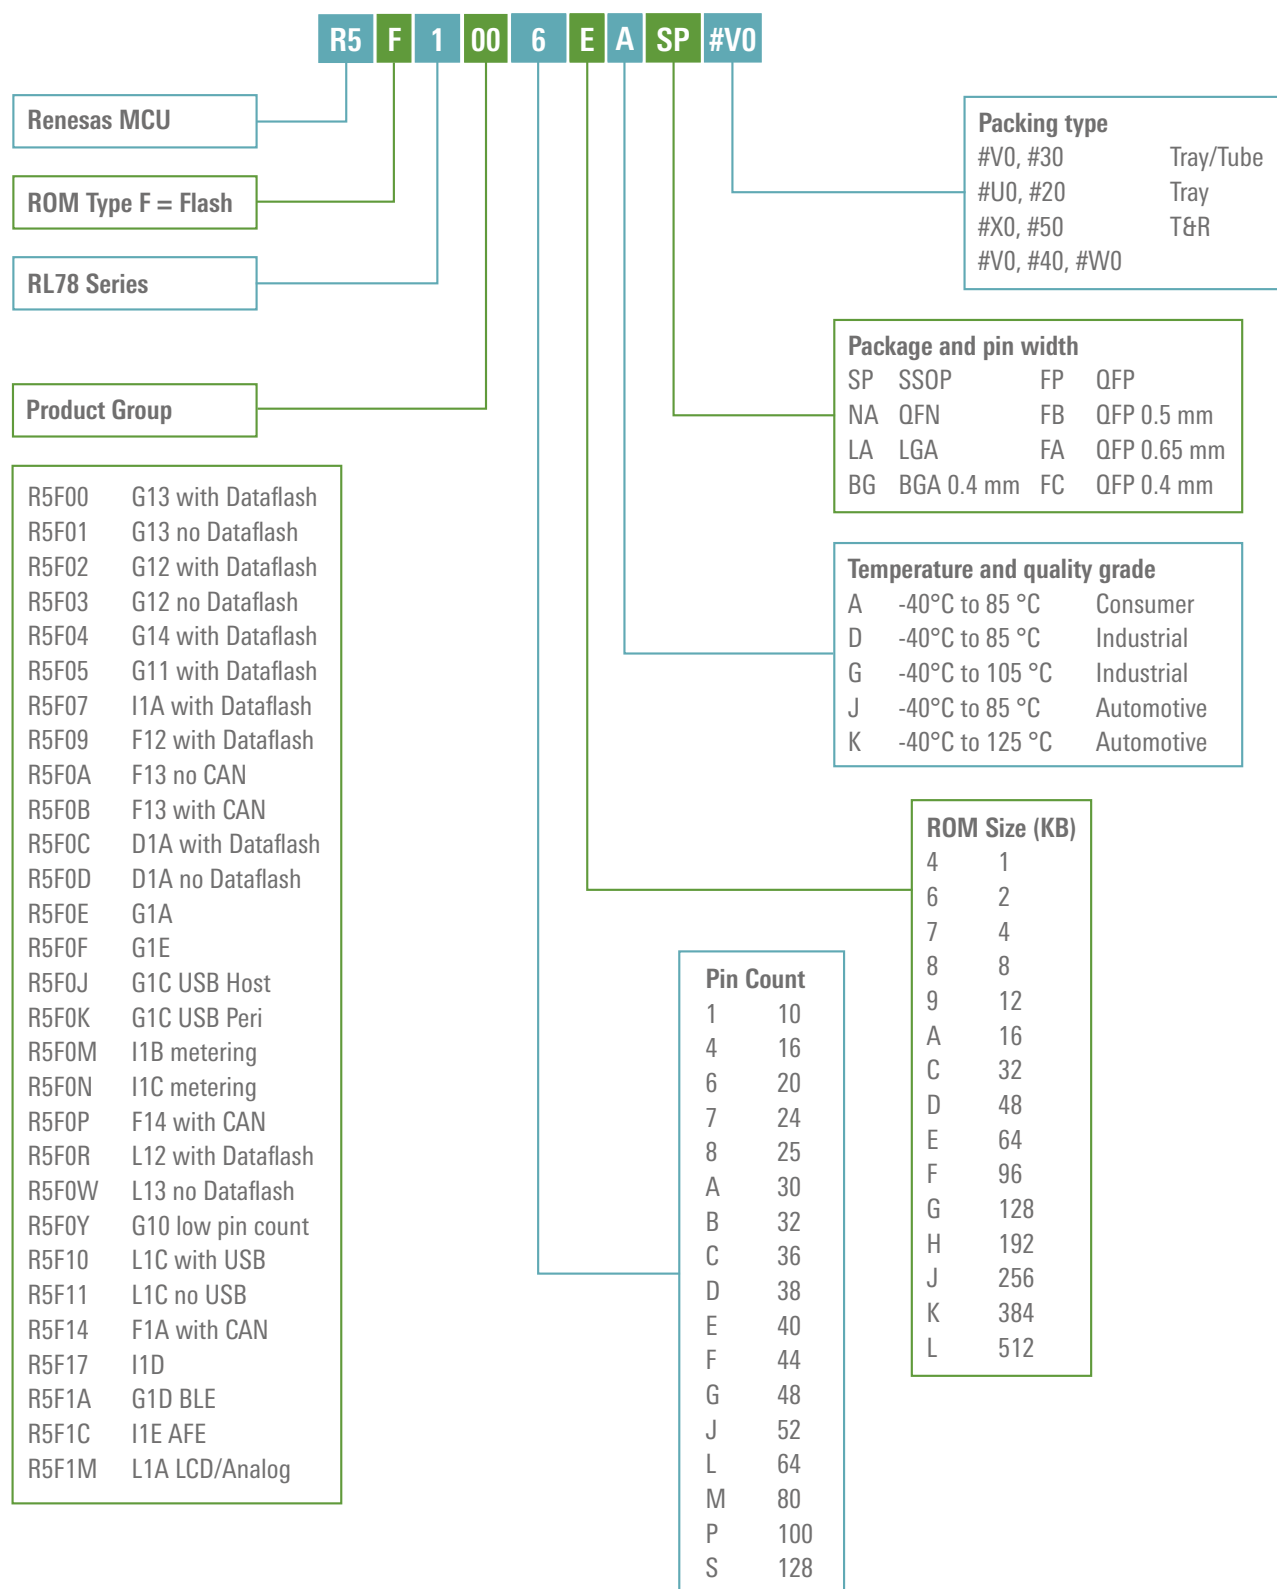 R5 F 1 00 6 E A SP #V0
Renesas MCU
ROM Type F = Flash
RL78 Series
Product Group
R5F00 G13 with Dataflash
R5F01 G13 no Dataflash
R5F02 G12 with Dataflash
R5F03 G12 no Dataflash
R5F04 G14 with Dataflash
R5F05 G11 with Dataflash
R5F07 I1A with Dataflash
R5F09 F12 with Dataflash
R5F0A F13 no CAN
R5F0B F13 with CAN
R5F0C D1A with Dataflash
R5F0D D1A no Dataflash
R5F0E G1A
R5F0F G1E
R5F0J G1C USB Host
R5F0K G1C USB Peri
R5F0M I1B metering
R5F0N I1C metering
R5F0P F14 with CAN
R5F0R L12 with Dataflash
R5F0W L13 no Dataflash
R5F0Y G10 low pin count
R5F10 L1C with USB
R5F11 L1C no USB
R5F14 F1A with CAN
R5F17 I1D
R5F1A G1D BLE
R5F1C I1E AFE
R5F1M L1A LCD/Analog
Packing type
#V0, #30 Tray/Tube
#U0, #20 Tray
#X0, #50 T&R
#V0, #40, #W0
Package and pin width
SP SSOP FP QFP
NA QFN FB QFP 0.5 mm
LA LGA FA QFP 0.65 mm
BG BGA 0.4 mm FC QFP 0.4 mm
Temperature and quality grade
A -40°C to 85 °C Consumer
D -40°C to 85 °C Industrial
G -40°C to 105 °C Industrial
J -40°C to 85 °C Automotive
K -40°C to 125 °C Automotive
ROM Size (KB)
4 1
6 2
7 4
8 8
9 12
A 16
C 32
D 48
E 64
F 96
G 128
H 192
J 256
K 384
L 512
Pin Count
1 10
4 16
6 20
7 24
8 25
A 30
B 32
C 36
D 38
E 40
F 44
G 48
J 52
L 64
M 80
P 100
S 128